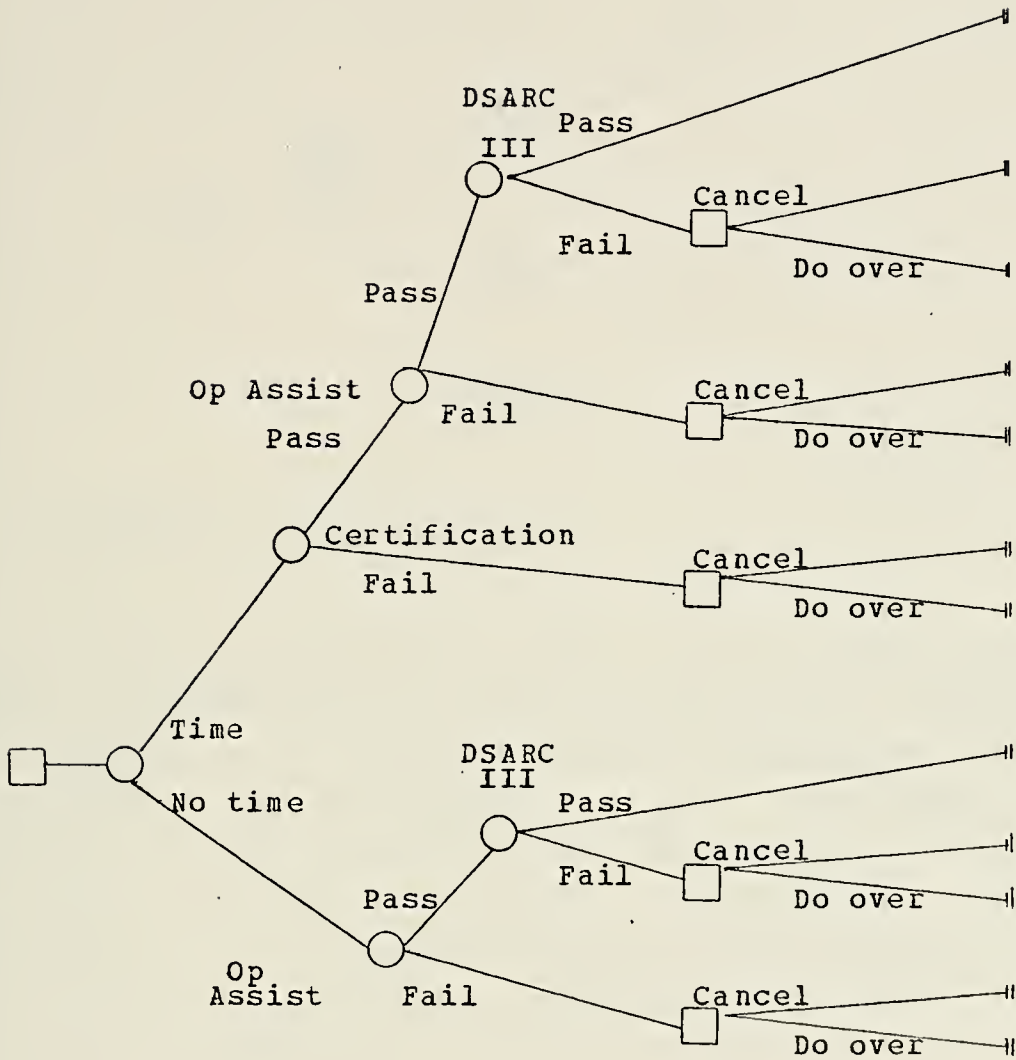 DSARC
Pass
III
Cancel
Fail
Do over
Pass
Op Assist
Cancel
Fail
Pass
Do over
Certification
Cancel
Fail
Do over
Time
DSARC
III
No time
Pass
Cancel
Fail
Pass
Do over
Op
Assist
Fail
Cancel
Do over